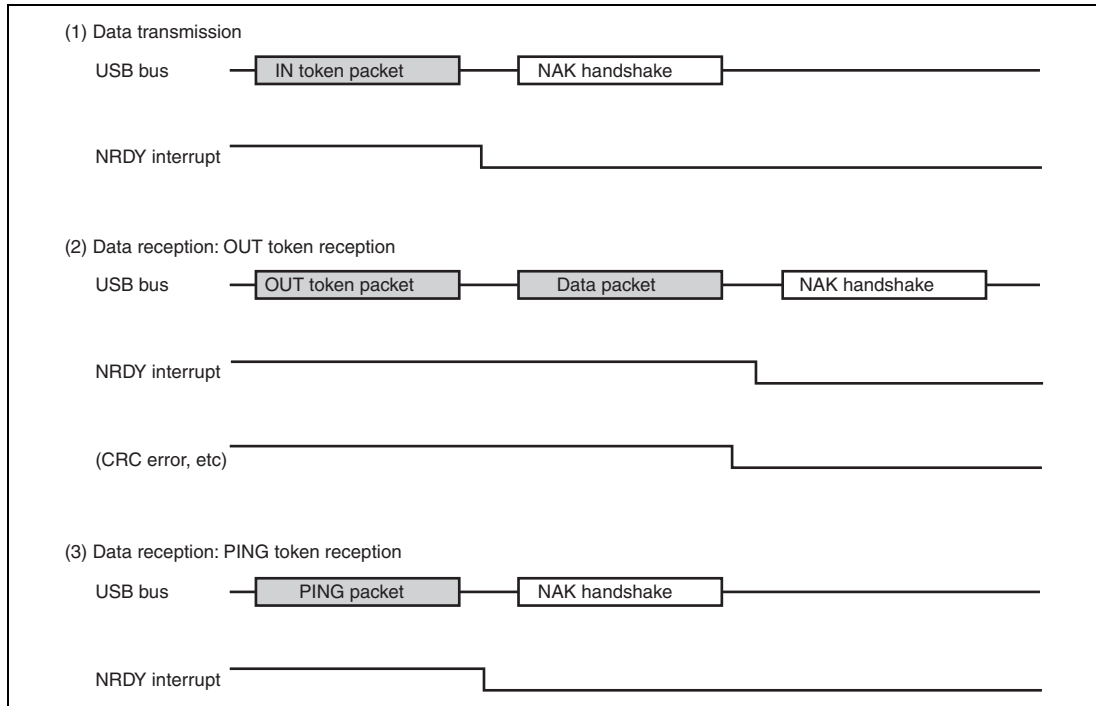 (1) Data transmission
USB bus IN token packet NAK handshake
NRDY interrupt
(2) Data reception: OUT token reception
USB bus OUT token packet Data packet NAK handshake
NRDY interrupt
(CRC error, etc)
(3) Data reception: PING token reception
USB bus PING packet NAK handshake
NRDY interrupt